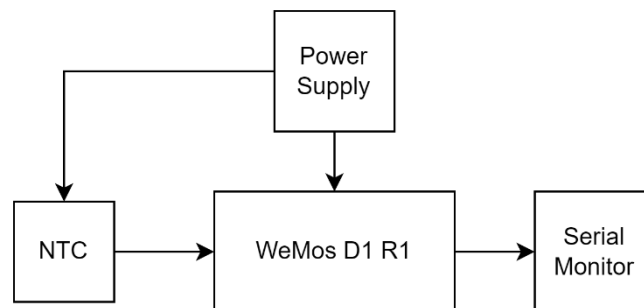 Power
Supply
NTC
WeMos D1 R1
Serial
Monitor